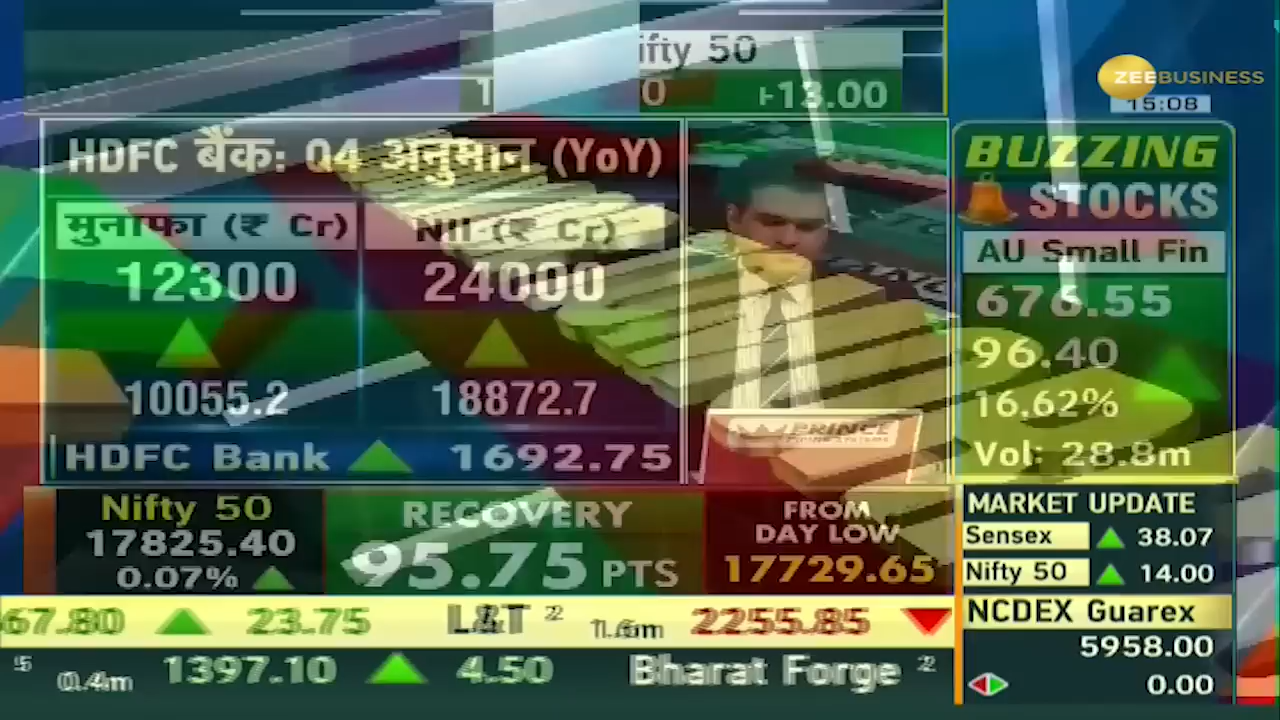 ifty 50
+13.00
ZEEBUSINESS
15:08
HDFC बैंक: Q4 अनुमान (YoY)
मुनाफा (₹ Cr)
NII (₹ Cr)
12300
24000
10055.2
18872.7
HDFC Bank
1692.75
PRINCE
BUZZING
STOCKS
AU Small Fin
676.55
96.40
16.62%
Vol: 28.8m
Nifty 50
17825.40
0.07%
RECOVERY
95.75 PTS
FROM
DAY LOW
17729.65
MARKET UPDATE
Sensex 38.07
Nifty 50 14.00
NCDEX Guarex
5958.00
0.00
67.80 23.75 L&T 2255.85
0.4m 1397.10 4.50 Bharat Forge